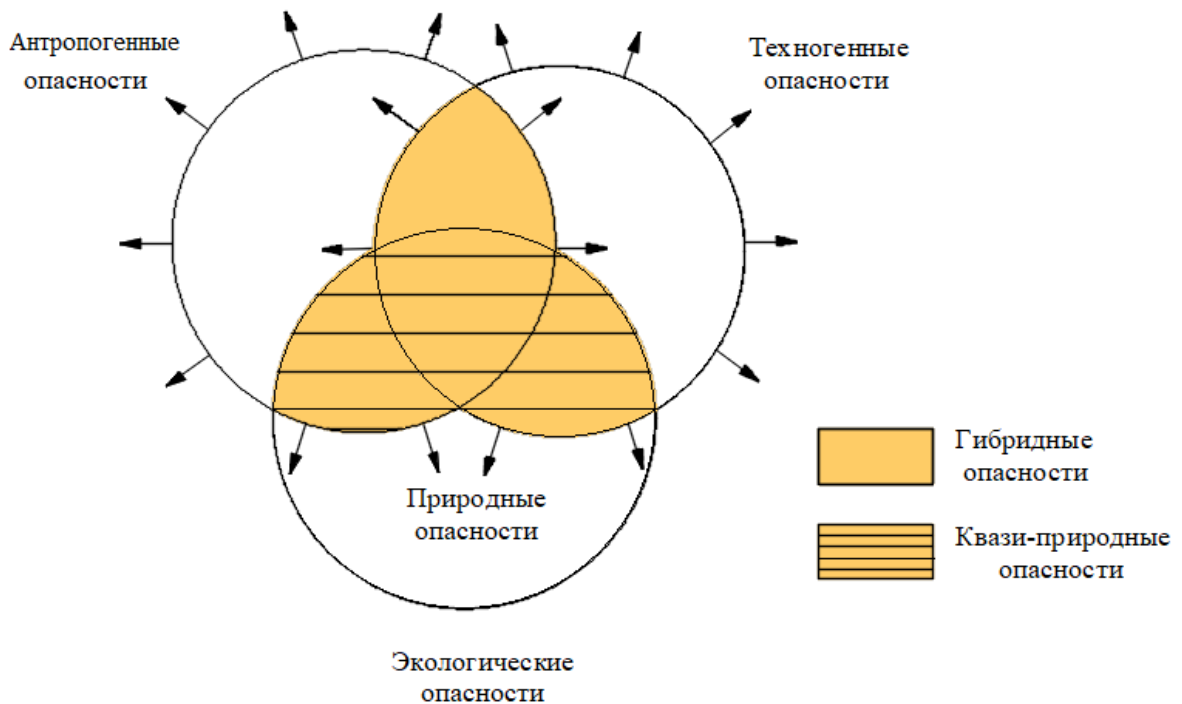 Антропогенные
опасности
Техногенные
опасности
Природные
опасности
Экологические
опасности
Гибридные
опасности
Квази-природные
опасности